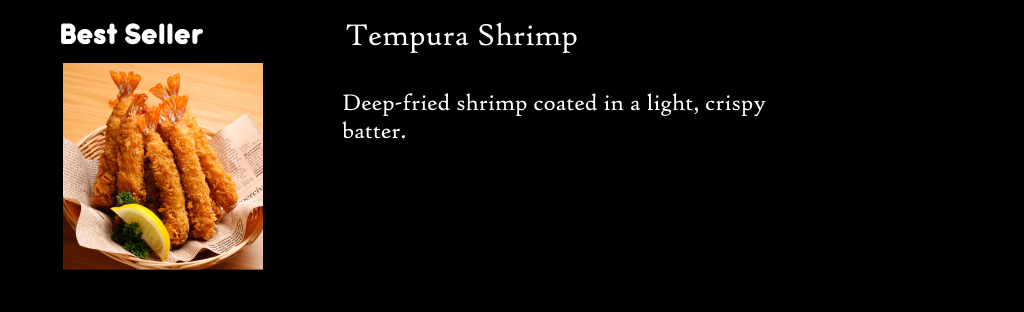 Best Seller
Tempura Shrimp
Deep-fried shrimp coated in a light, crispy
batter.